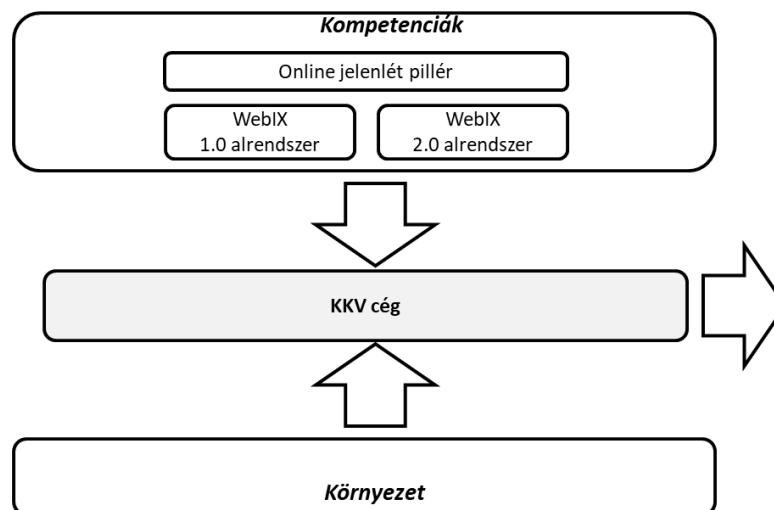 Kompetenciák
Online jelenlét pillér
WebIX
1.0 alrendszer
WebIX
2.0 alrendszer
KKV cég
Környezet